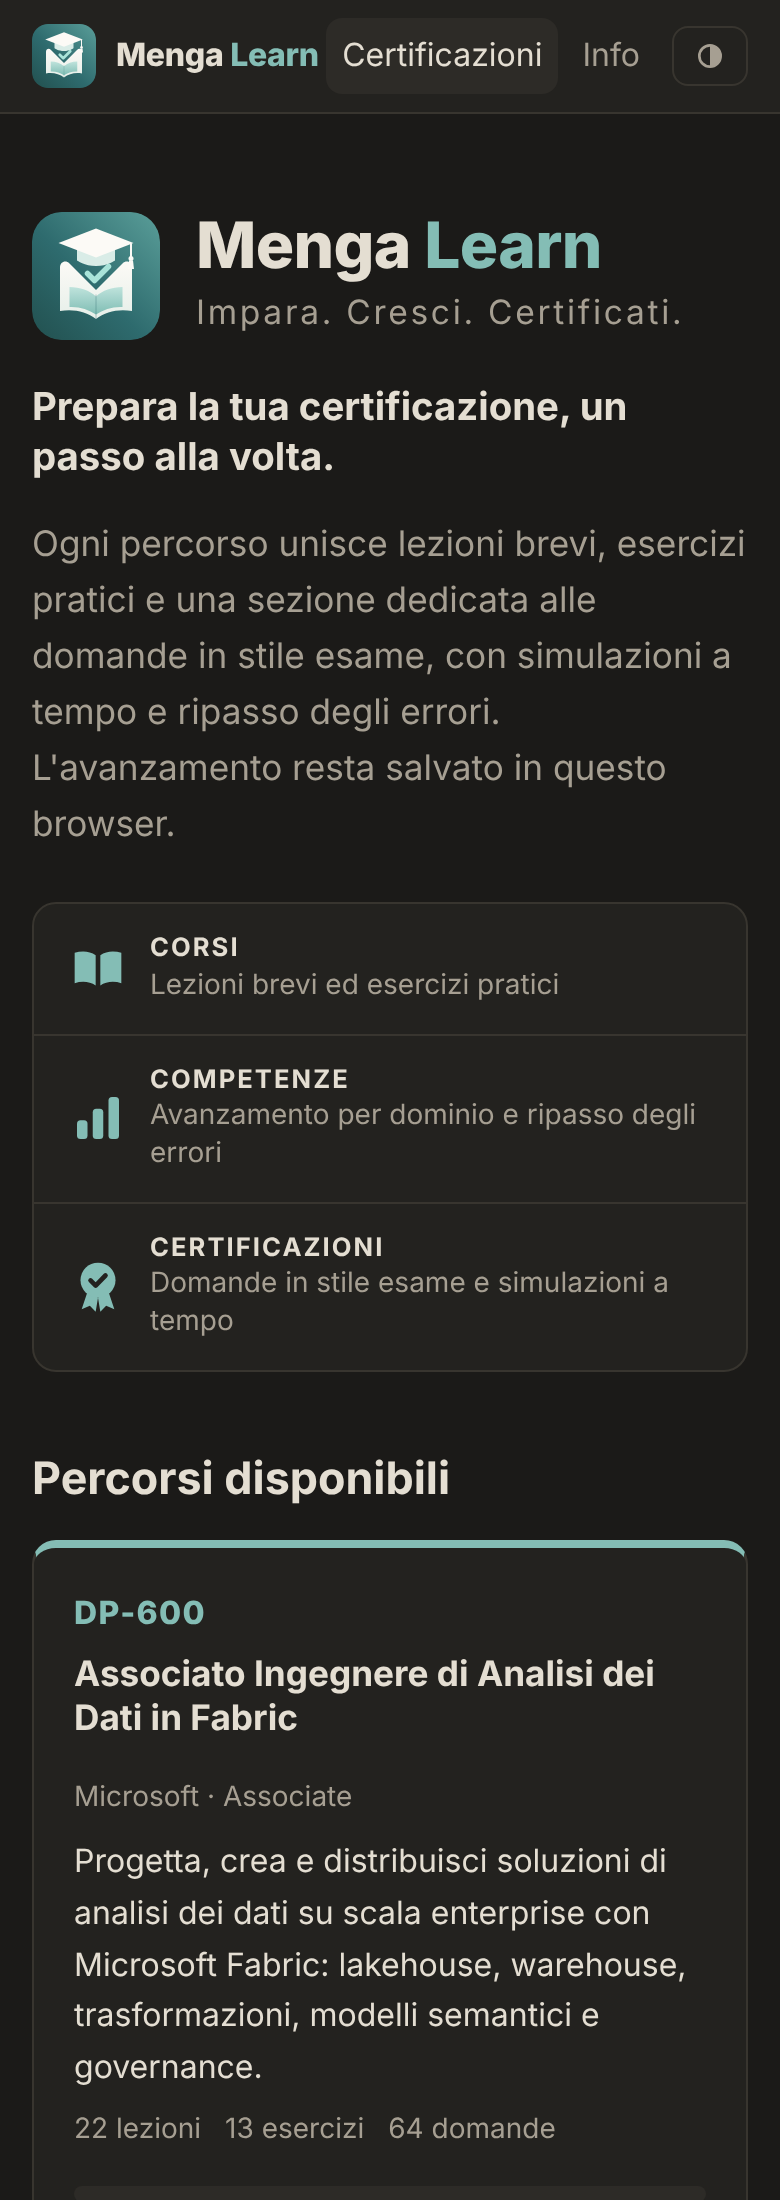 Menga Learn Certificazioni Info
Menga Learn
Impara. Cresci. Certificati.
Prepara la tua certificazione, un
passo alla volta.
Ogni percorso unisce lezioni brevi, esercizi
pratici e una sezione dedicata alle
domande in stile esame, con simulazioni a
tempo e ripasso degli errori.
L'avanzamento resta salvato in questo
browser.
CORSI
Lezioni brevi ed esercizi pratici
COMPETENZE
Avanzamento per dominio e ripasso degli
errori
CERTIFICAZIONI
Domande in stile esame e simulazioni a
tempo
Percorsi disponibili
DP-600
Associato Ingegnere di Analisi dei
Dati in Fabric
Microsoft · Associate
Progetta, crea e distribuisci soluzioni di
analisi dei dati su scala enterprise con
Microsoft Fabric: lakehouse, warehouse,
trasformazioni, modelli semantici e
governance.
22 lezioni 13 esercizi 64 domande